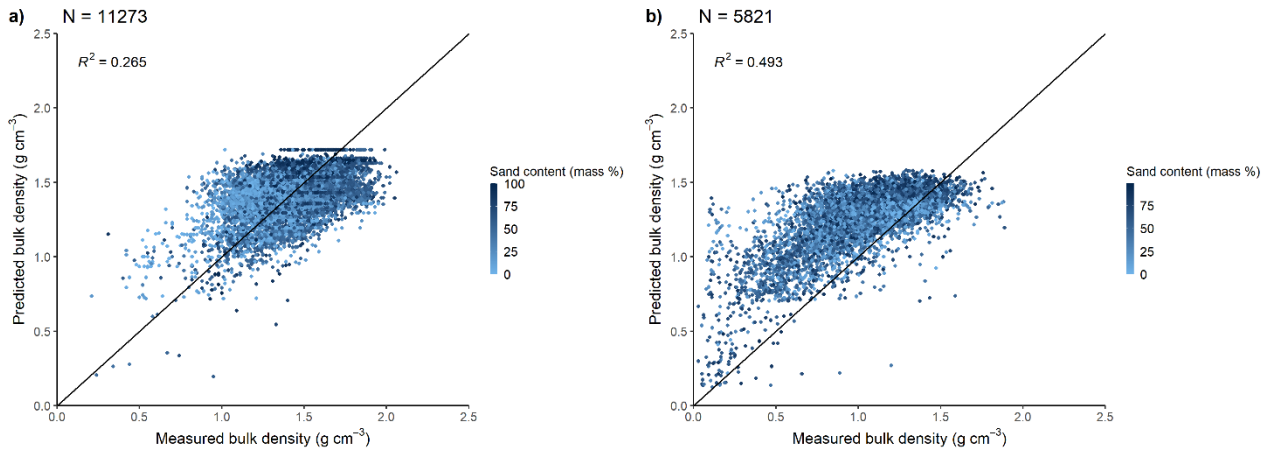 a) N = 11273
2.5
2.0
1.5
1.0
0.5
0.0
R² = 0.265
Predicted bulk density (g cm⁻³)
0.0 0.5 1.0 1.5 2.0 2.5
Measured bulk density (g cm⁻³)
Sand content (mass %)
100
75
50
25
0
b) N = 5821
2.5
2.0
1.5
1.0
0.5
0.0
R² = 0.493
Predicted bulk density (g cm⁻³)
0.0 0.5 1.0 1.5 2.0 2.5
Measured bulk density (g cm⁻³)
Sand content (mass %)
75
50
25
0